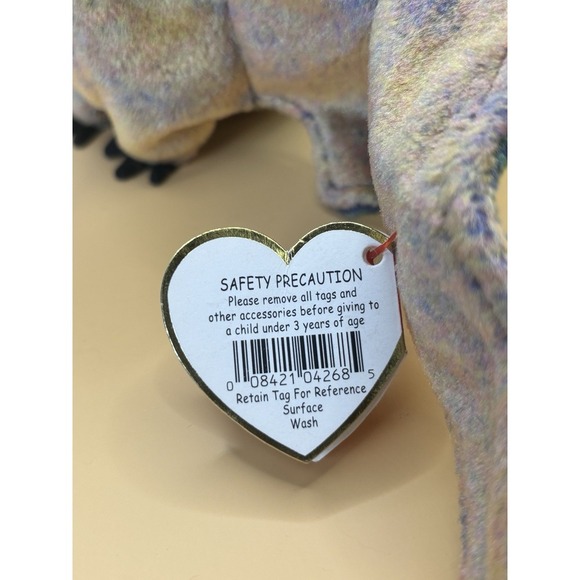 SAFETY PRECAUTION
Please remove all tags and
other accessories before giving to
a child under 3 years of age
0 08421 04268 5
Retain Tag For Reference
Surface
Wash